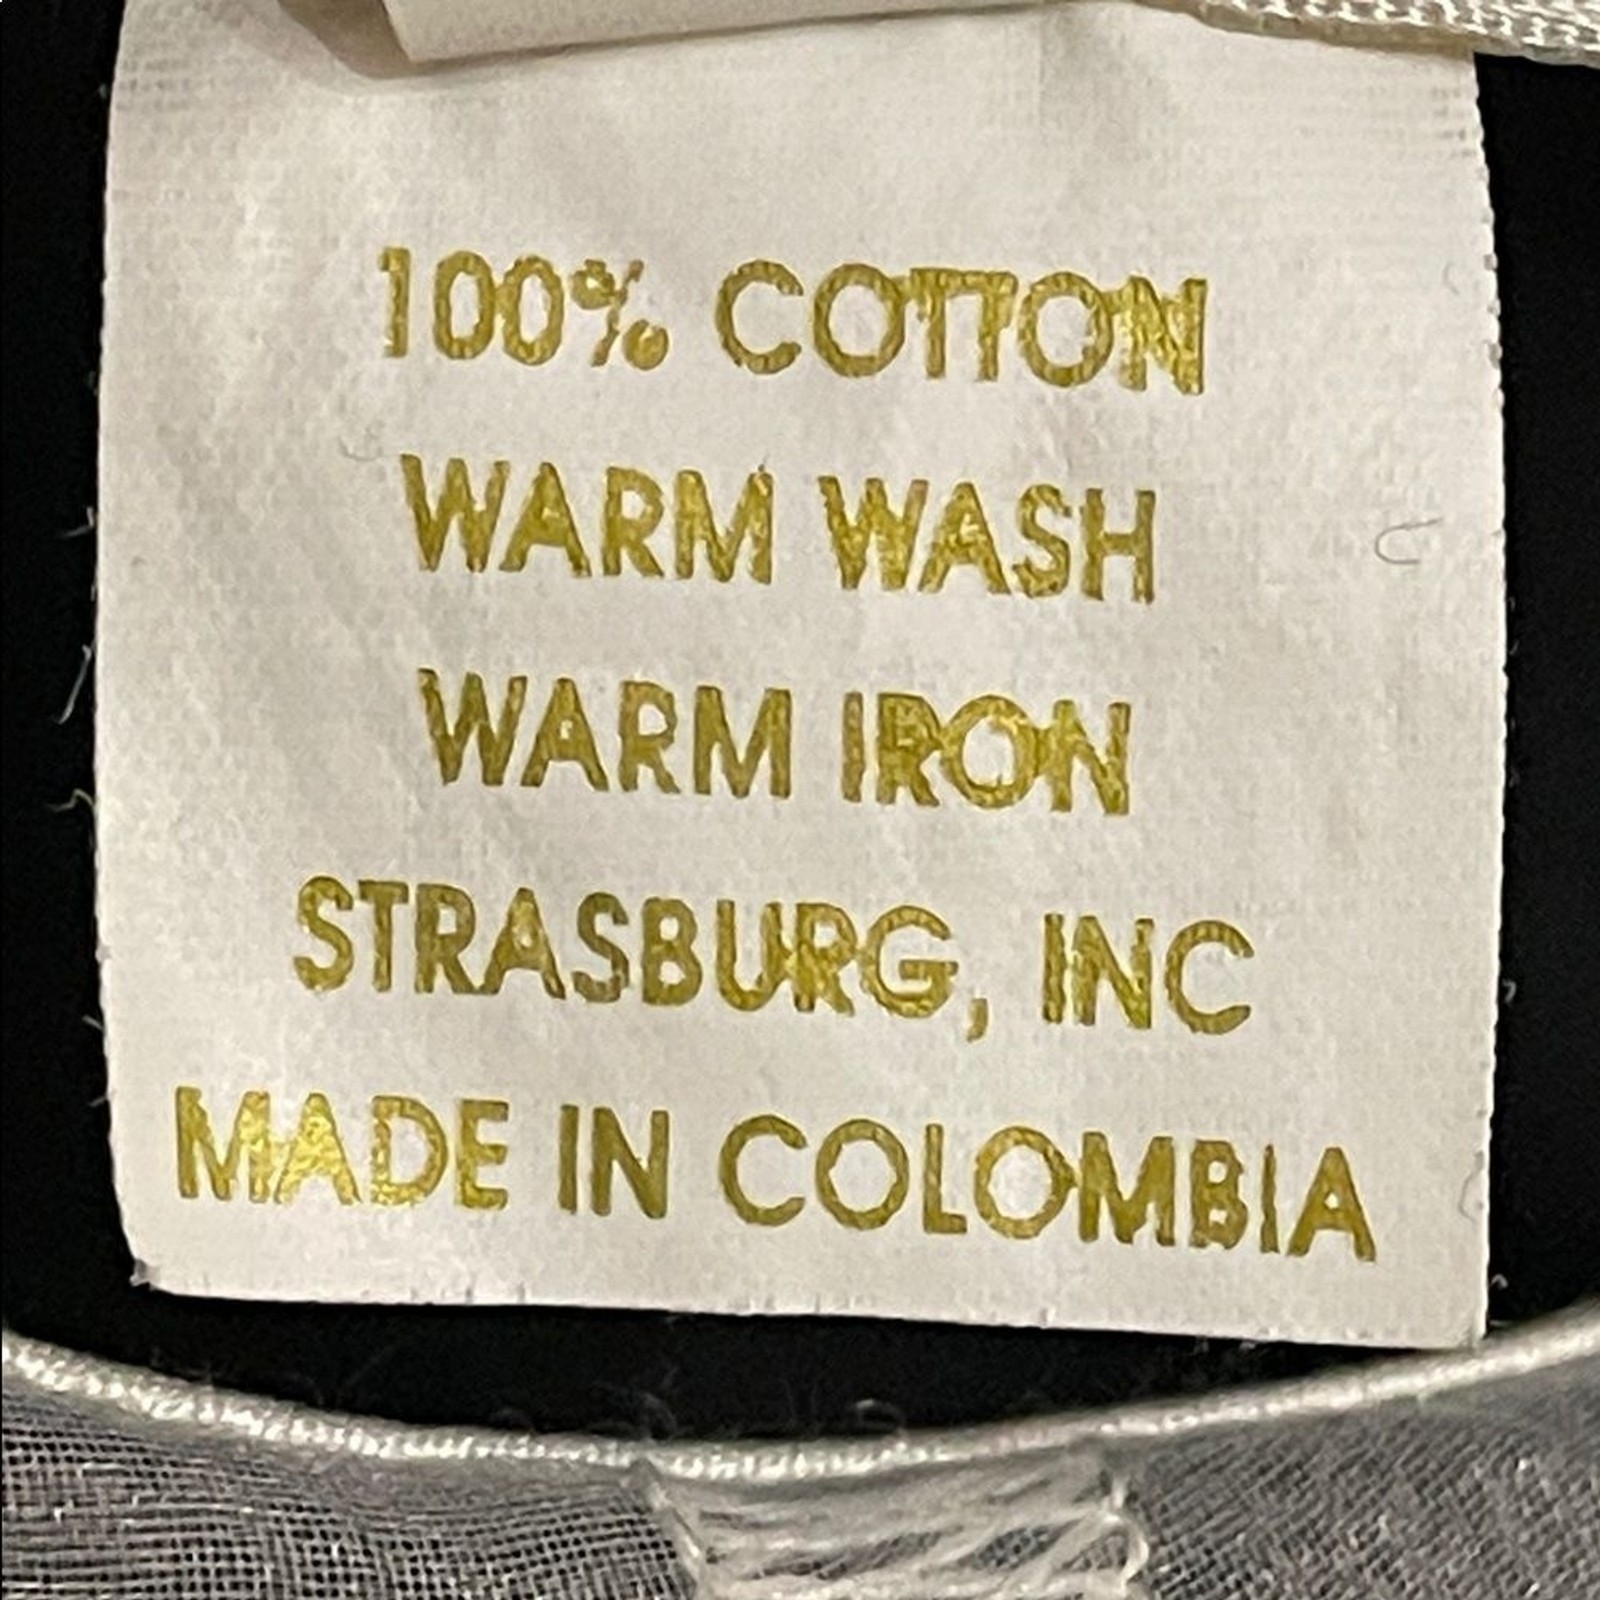 100% COTTON
WARM WASH
WARM IRON
STRASBURG, INC
MADE IN COLOMBIA